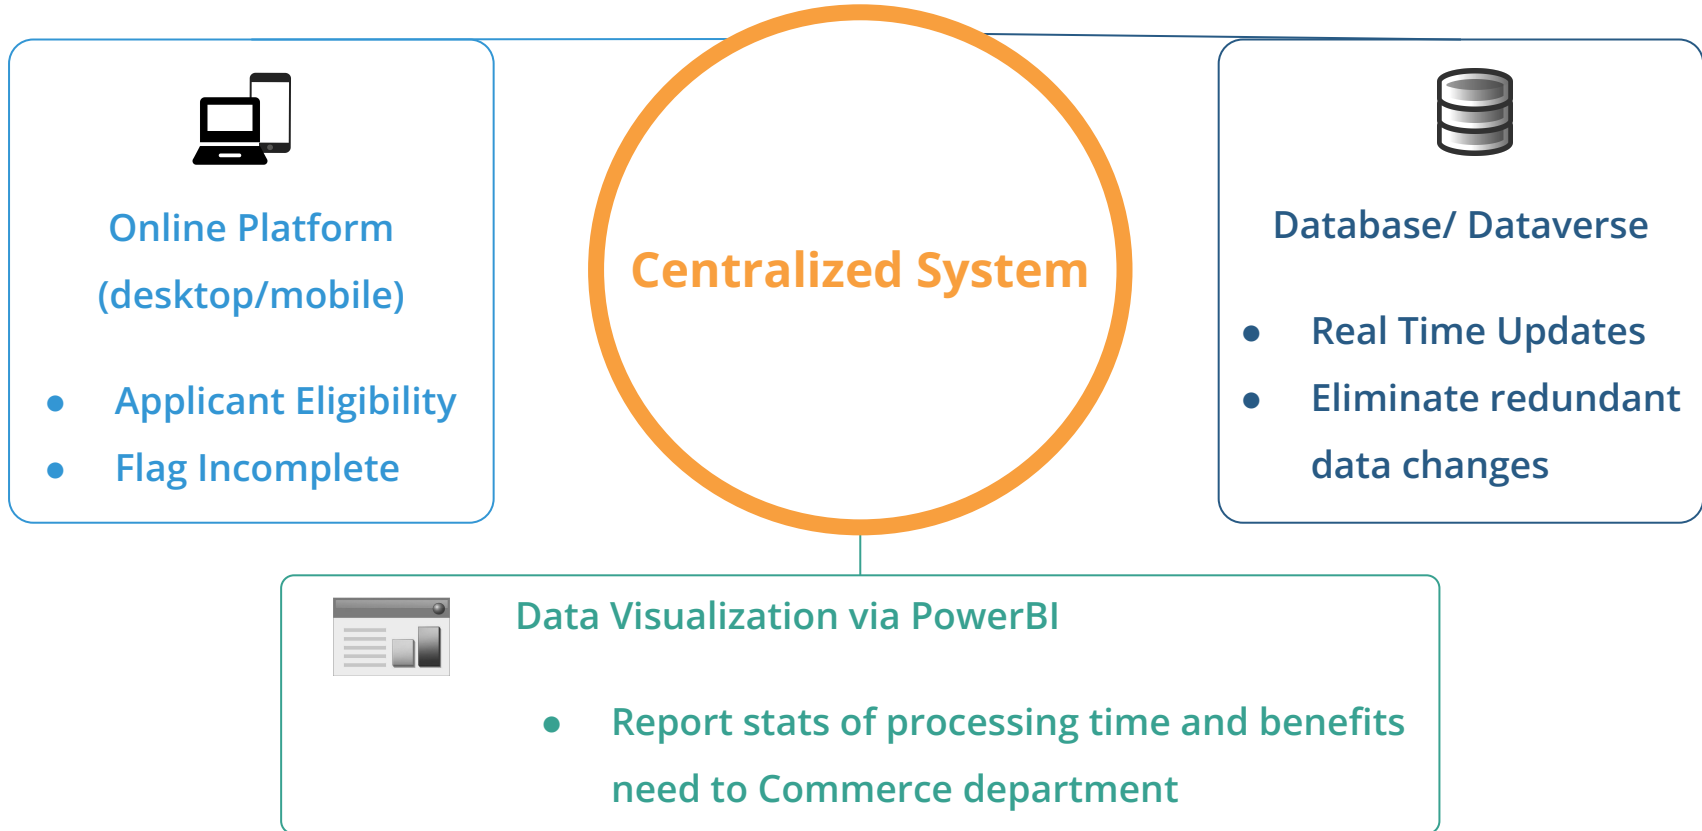 Online Platform
(desktop/mobile)
● Applicant Eligibility
● Flag Incomplete
Centralized System
Database/ Dataverse
● Real Time Updates
● Eliminate redundant
data changes
Data Visualization via PowerBI
● Report stats of processing time and benefits
need to Commerce department